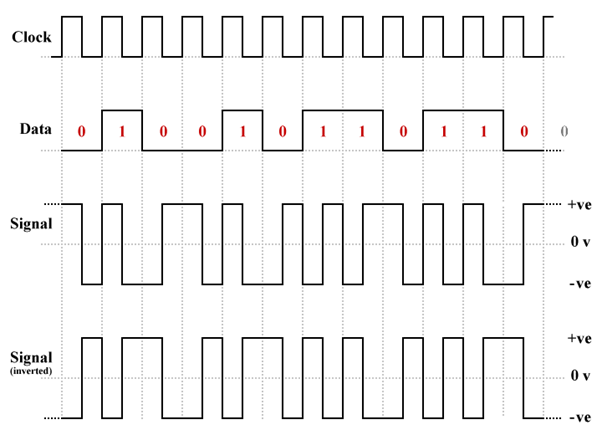 Clock
Data 0 1 0 0 1 0 1 1 0 1 1 0 0
+ve
Signal
0 v
-ve
+ve
Signal
(inverted)
0 v
-ve